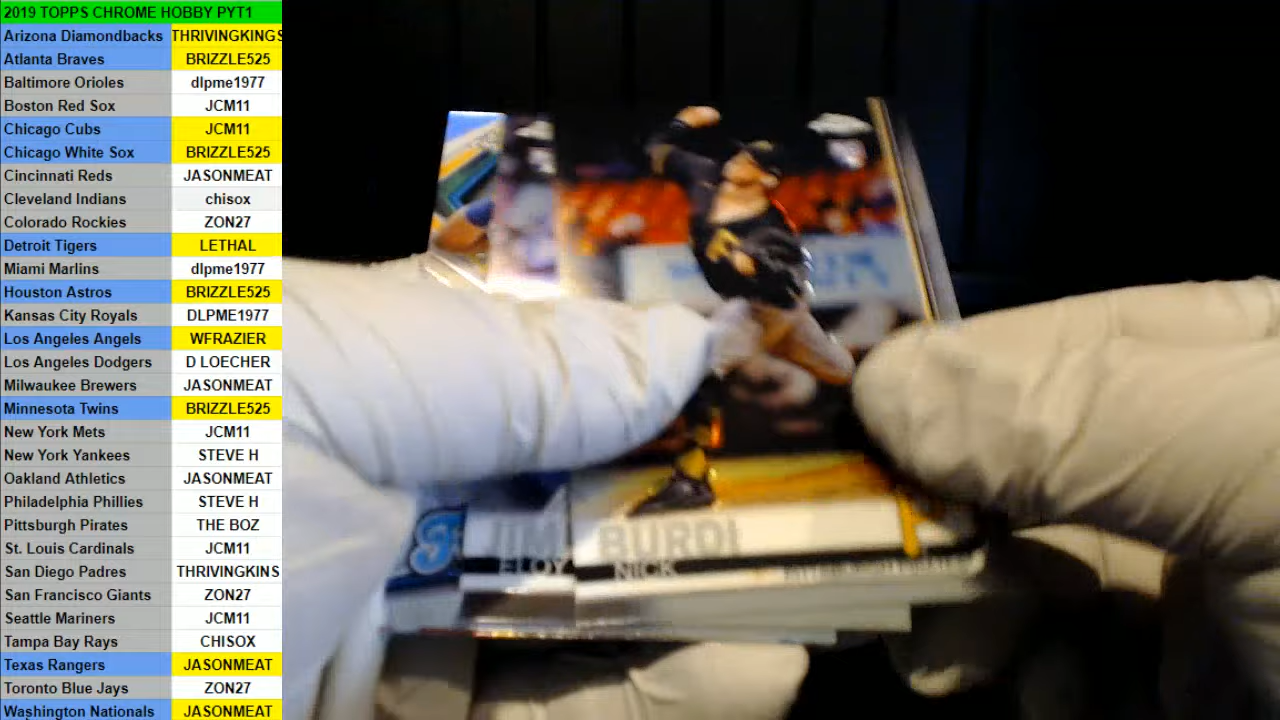 2019 TOPPS CHROME HOBBY PYT1
Arizona Diamondbacks THRIVINGKINGS
Atlanta Braves BRIZZLE525
Baltimore Orioles dlpme1977
Boston Red Sox JCM11
Chicago Cubs JCM11
Chicago White Sox BRIZZLE525
Cincinnati Reds JASONMEAT
Cleveland Indians chisox
Colorado Rockies ZON27
Detroit Tigers LETHAL
Miami Marlins dlpme1977
Houston Astros BRIZZLE525
Kansas City Royals DLPME1977
Los Angeles Angels WFRAZIER
Los Angeles Dodgers D LOECHER
Milwaukee Brewers JASONMEAT
Minnesota Twins BRIZZLE525
New York Mets JCM11
New York Yankees STEVE H
Oakland Athletics JASONMEAT
Philadelphia Phillies STEVE H
Pittsburgh Pirates THE BOZ
St. Louis Cardinals JCM11
San Diego Padres THRIVINGKINS
San Francisco Giants ZON27
Seattle Mariners JCM11
Tampa Bay Rays CHISOX
Texas Rangers JASONMEAT
Toronto Blue Jays ZON27
Washington Nationals JASONMEAT
BURDI
ELOY
NICK